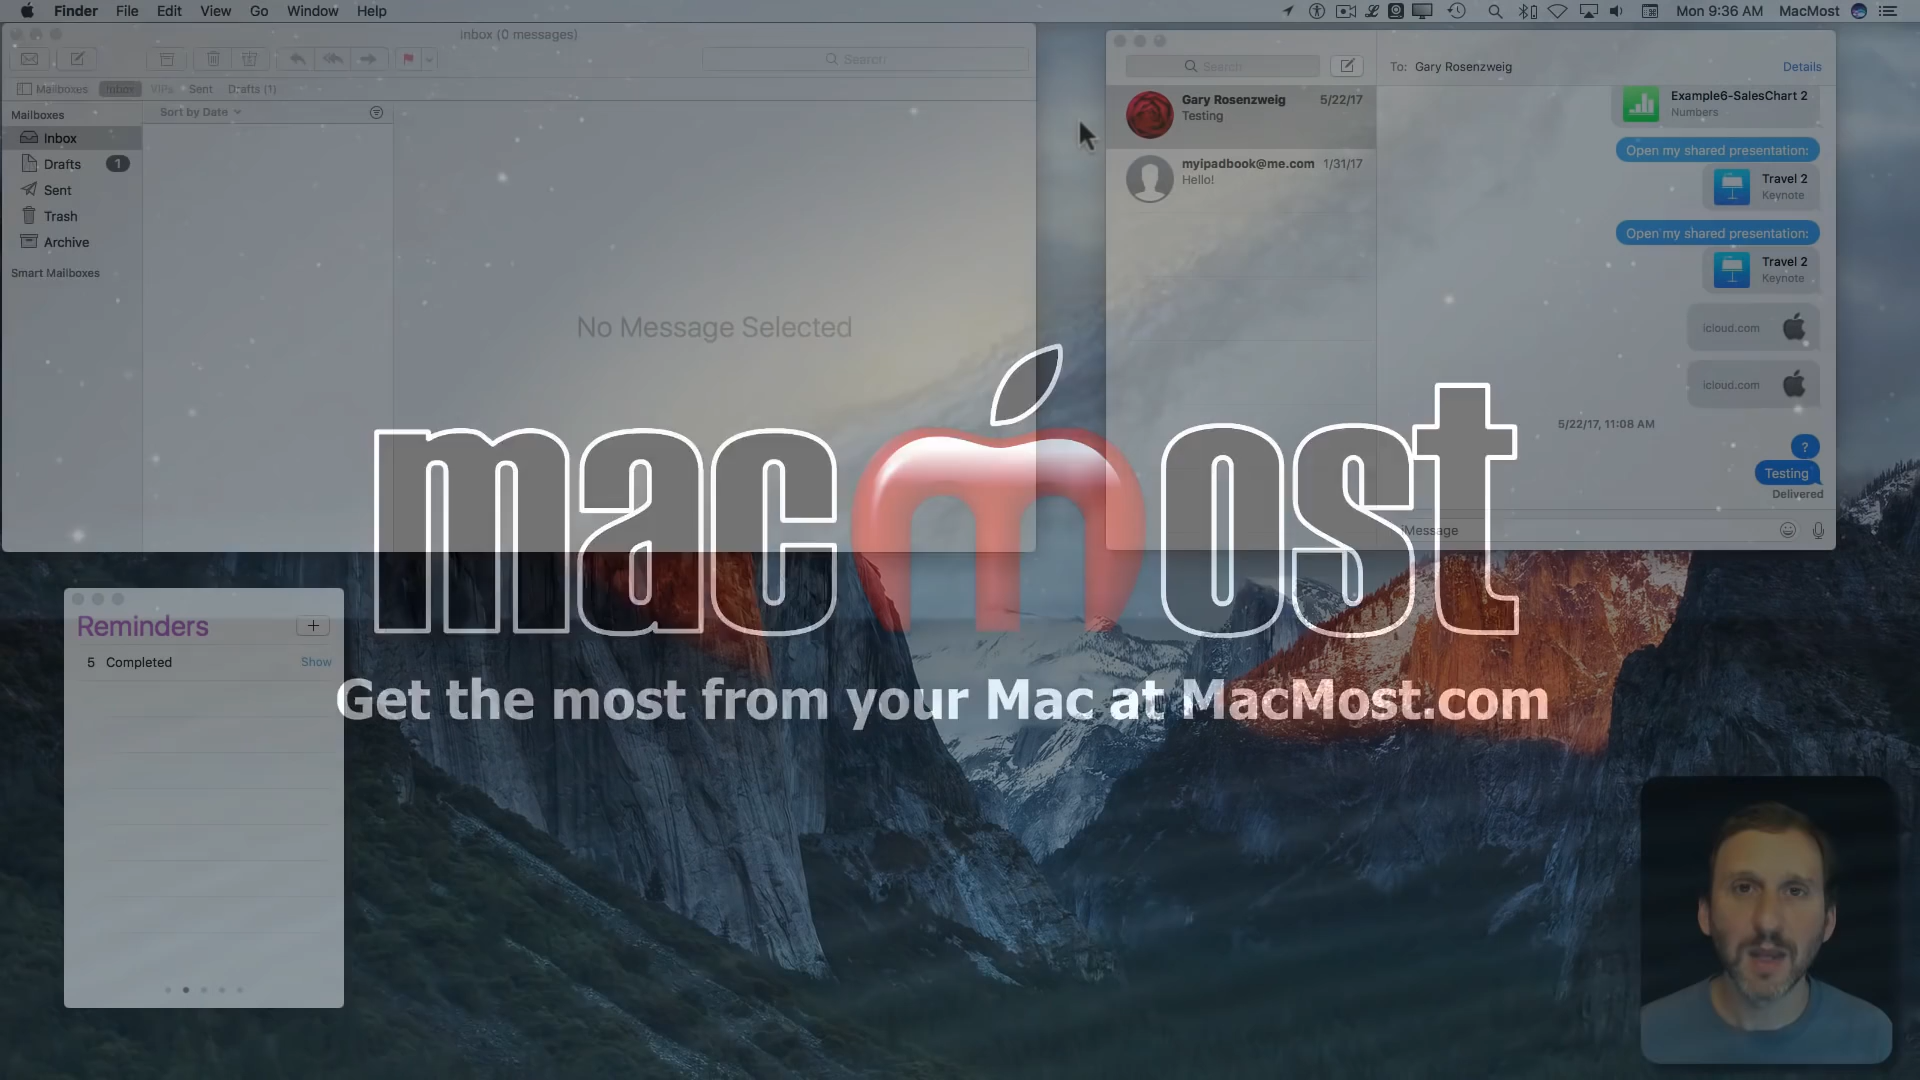 Finder File Edit View Go Window Help
Mon 9:36 AM MacMost
inbox (0 messages)
Search
Mailboxes Inbox VIPs Sent Drafts (1)
Mailboxes
Inbox
Drafts 1
Sent
Trash
Archive
Smart Mailboxes
Sort by Date
No Message Selected
Search
To: Gary Rosenzweig Details
Gary Rosenzweig 5/22/17
Testing
myipadbook@me.com 1/31/17
Hello!
Example6-SalesChart 2
Numbers
Open my shared presentation:
Travel 2
Keynote
Open my shared presentation:
Travel 2
Keynote
icloud.com
icloud.com
5/22/17, 11:08 AM
?
Testing
Delivered
iMessage
macmost
Get the most from your Mac at MacMost.com
Reminders
5 Completed Show